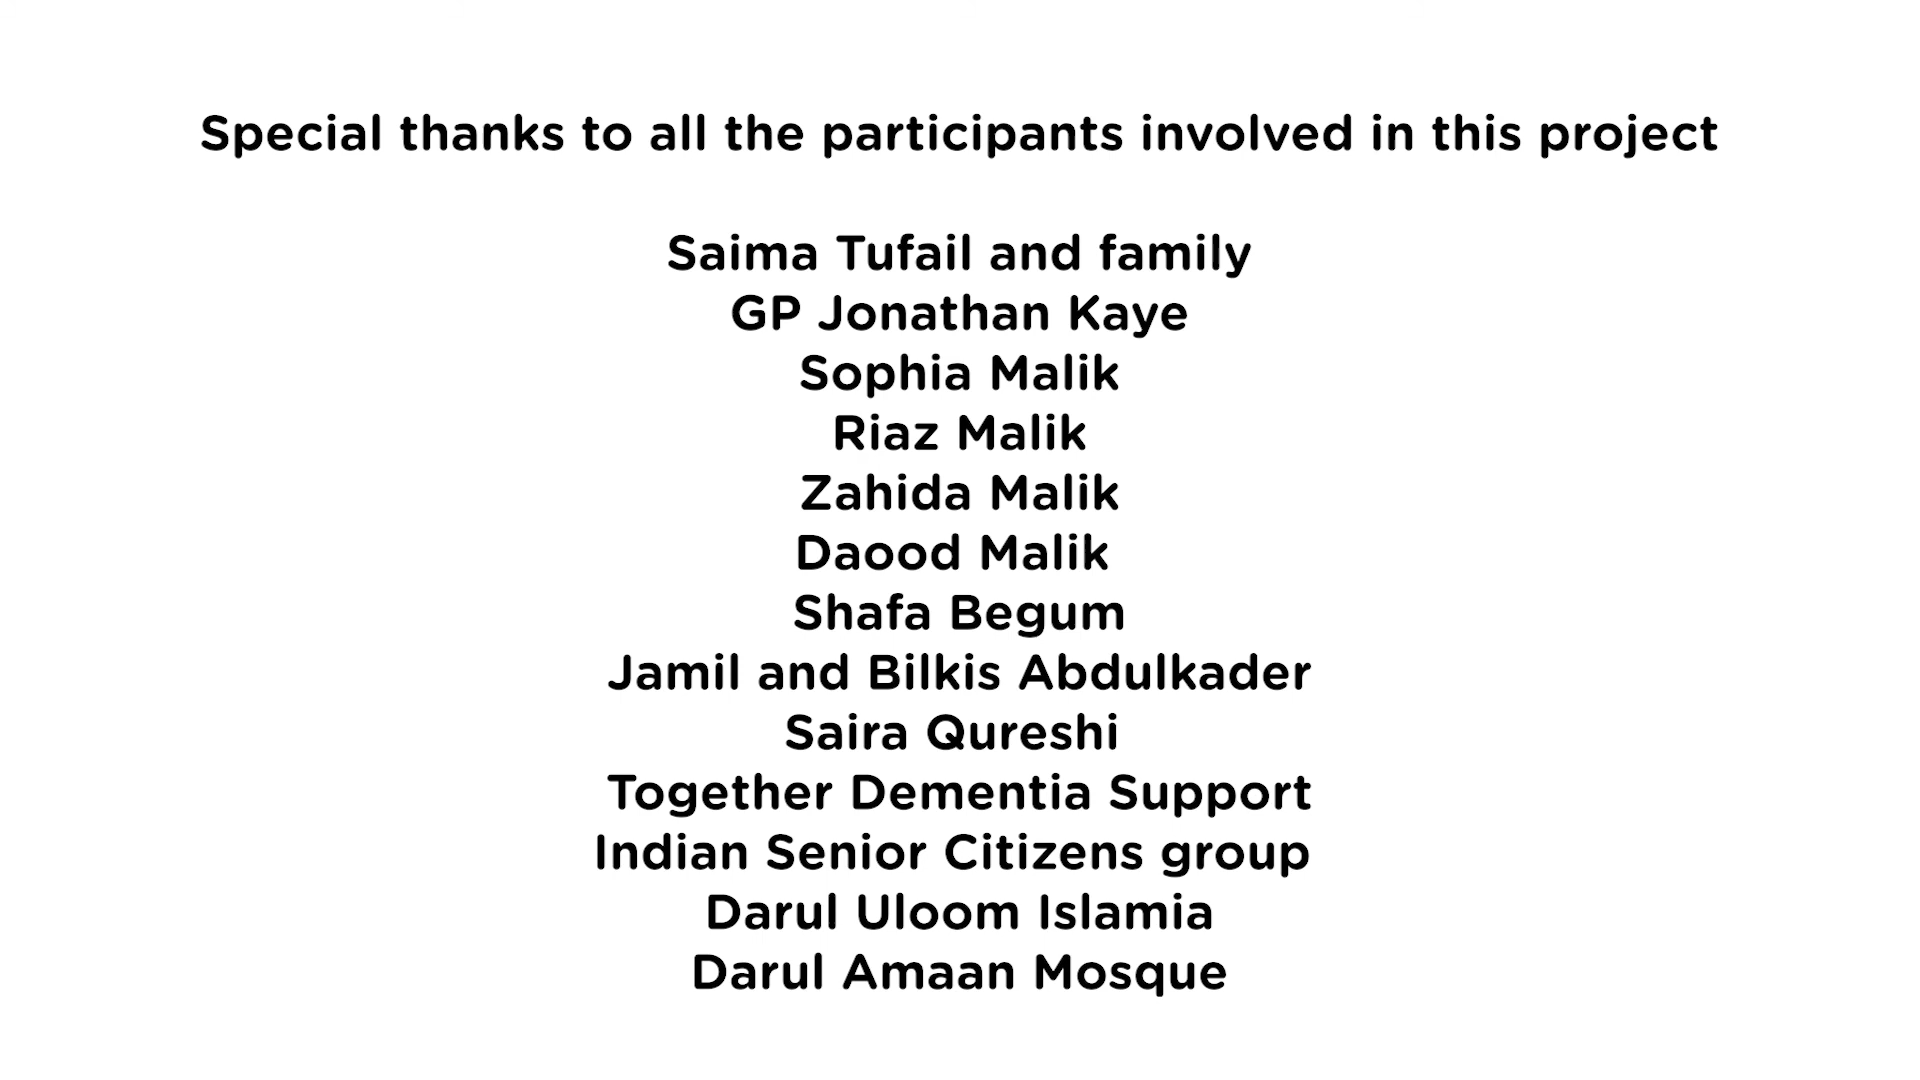 Special thanks to all the participants involved in this project
Saima Tufail and family
GP Jonathan Kaye
Sophia Malik
Riaz Malik
Zahida Malik
Daood Malik
Shafa Begum
Jamil and Bilkis Abdulkader
Saira Qureshi
Together Dementia Support
Indian Senior Citizens group
Darul Uloom Islamia
Darul Amaan Mosque